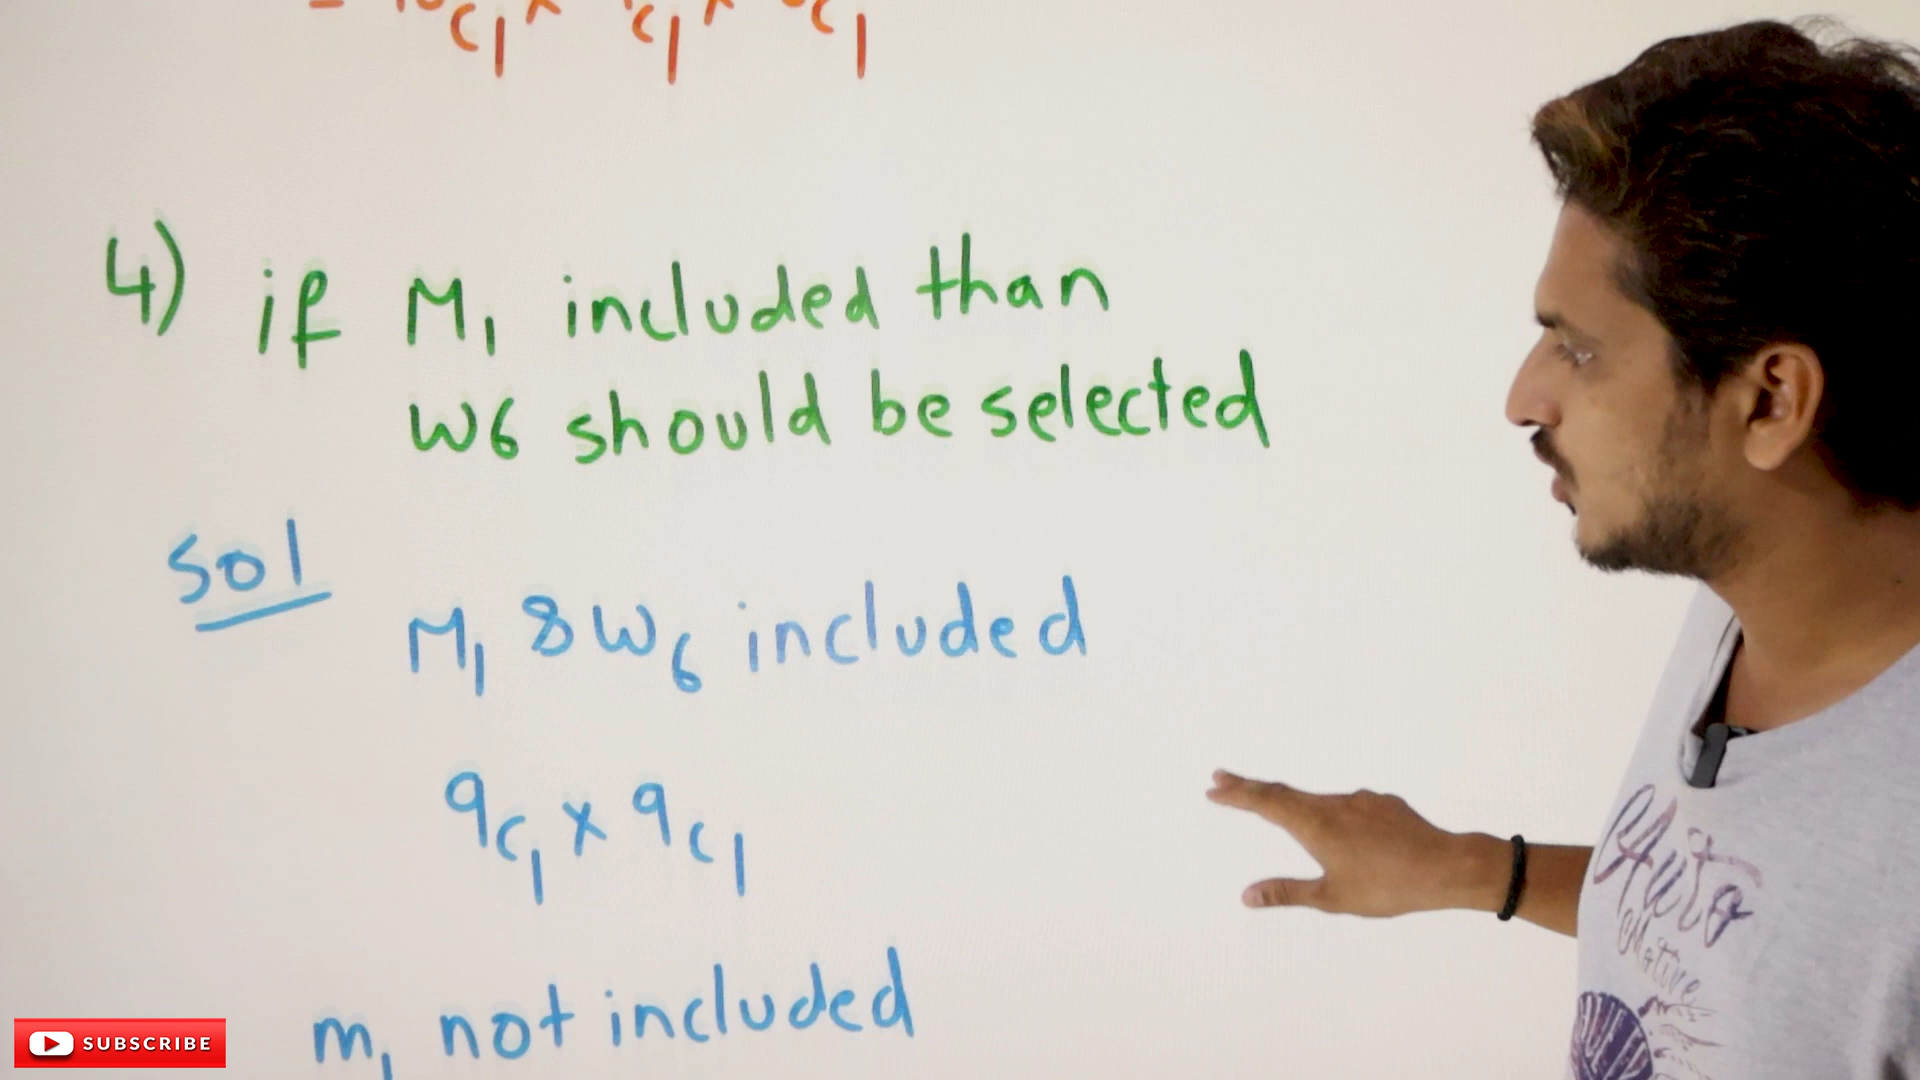 4) if M1 included than
W6 should be selected
Sol
M1 & W6 included
9C1 x 9C1
m1 not included
SUBSCRIBE
Auto
Motive